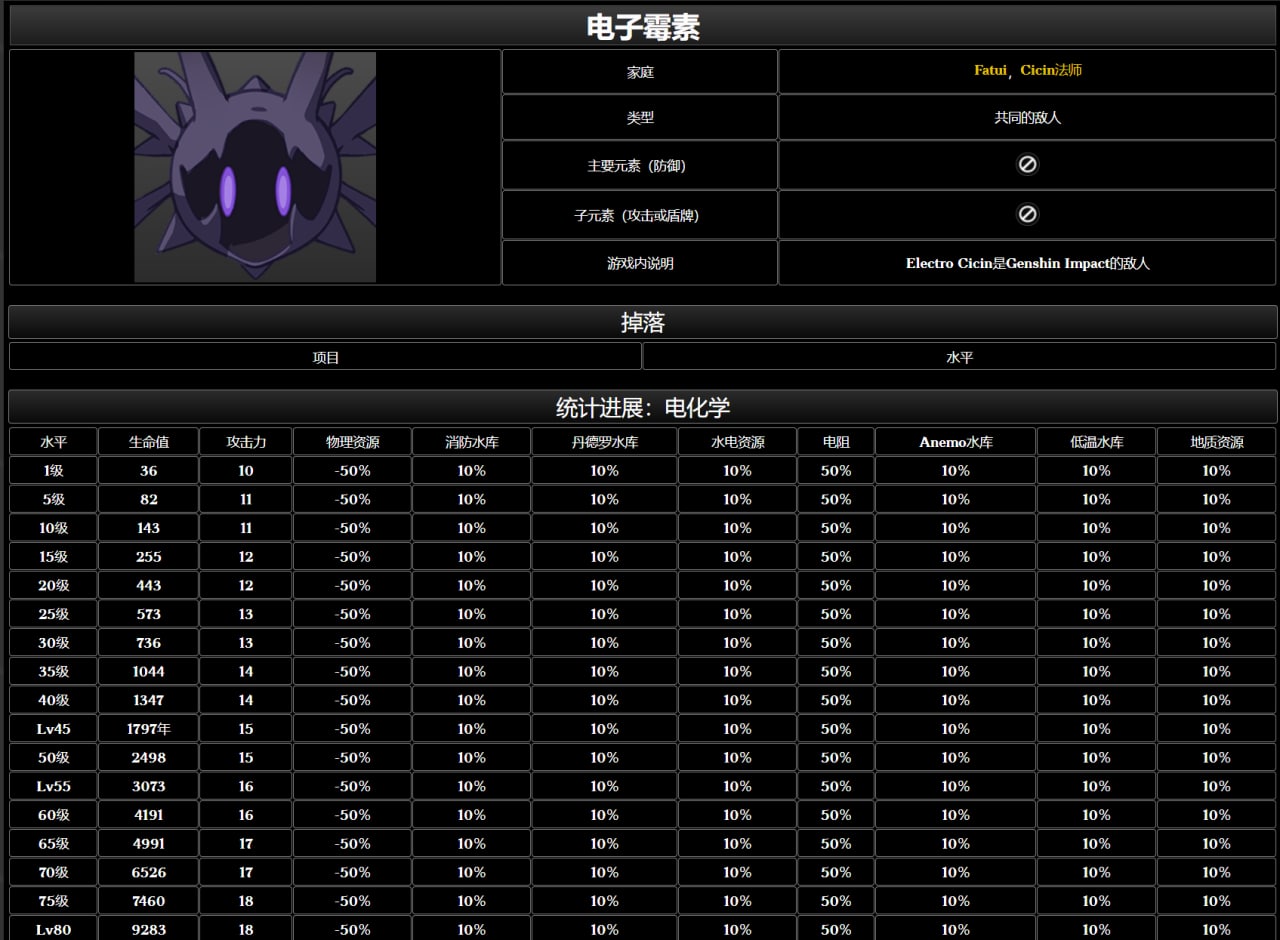 电子霉素
家庭 Fatui，Cicin法师
类型 共同的敌人
主要元素（防御）
子元素（攻击或盾牌）
游戏内说明 Electro Cicin是Genshin Impact的敌人
掉落
项目 水平
统计进展：电化学
水平 生命值 攻击力 物理资源 消防水库 丹德罗水库 水电资源 电阻 Anemo水库 低温水库 地质资源
1级 36 10 -50% 10% 10% 10% 50% 10% 10% 10%
5级 82 11 -50% 10% 10% 10% 50% 10% 10% 10%
10级 143 11 -50% 10% 10% 10% 50% 10% 10% 10%
15级 255 12 -50% 10% 10% 10% 50% 10% 10% 10%
20级 443 12 -50% 10% 10% 10% 50% 10% 10% 10%
25级 573 13 -50% 10% 10% 10% 50% 10% 10% 10%
30级 736 13 -50% 10% 10% 10% 50% 10% 10% 10%
35级 1044 14 -50% 10% 10% 10% 50% 10% 10% 10%
40级 1347 14 -50% 10% 10% 10% 50% 10% 10% 10%
Lv45 1797年 15 -50% 10% 10% 10% 50% 10% 10% 10%
50级 2498 15 -50% 10% 10% 10% 50% 10% 10% 10%
Lv55 3073 16 -50% 10% 10% 10% 50% 10% 10% 10%
60级 4191 16 -50% 10% 10% 10% 50% 10% 10% 10%
65级 4991 17 -50% 10% 10% 10% 50% 10% 10% 10%
70级 6526 17 -50% 10% 10% 10% 50% 10% 10% 10%
75级 7460 18 -50% 10% 10% 10% 50% 10% 10% 10%
Lv80 9283 18 -50% 10% 10% 10% 50% 10% 10% 10%